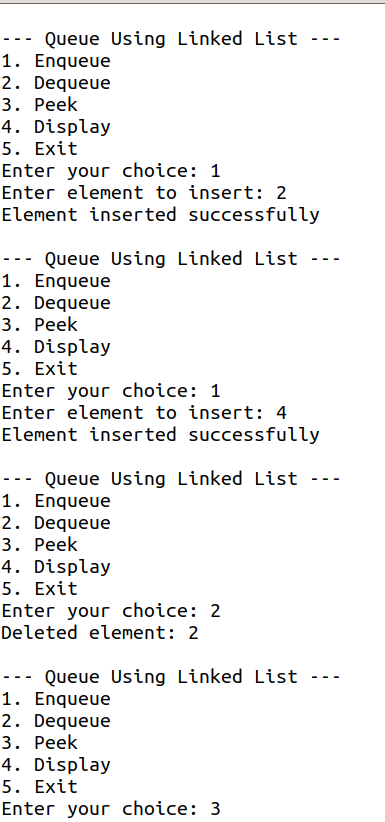 --- Queue Using Linked List ---
1. Enqueue
2. Dequeue
3. Peek
4. Display
5. Exit
Enter your choice: 1
Enter element to insert: 2
Element inserted successfully

--- Queue Using Linked List ---
1. Enqueue
2. Dequeue
3. Peek
4. Display
5. Exit
Enter your choice: 1
Enter element to insert: 4
Element inserted successfully

--- Queue Using Linked List ---
1. Enqueue
2. Dequeue
3. Peek
4. Display
5. Exit
Enter your choice: 2
Deleted element: 2

--- Queue Using Linked List ---
1. Enqueue
2. Dequeue
3. Peek
4. Display
5. Exit
Enter your choice: 3